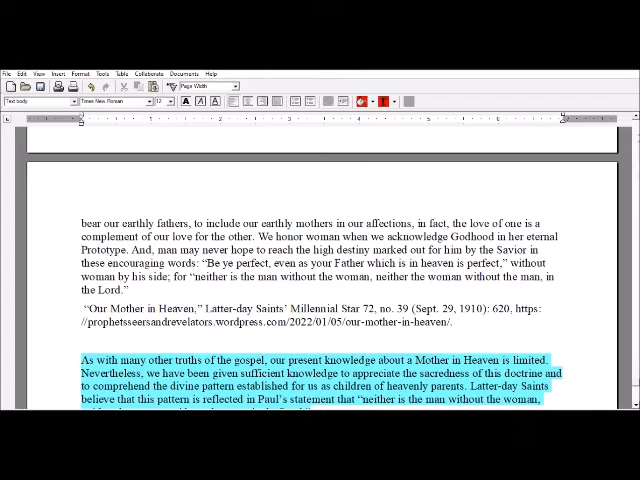 File Edit View Insert Format Tools Table Collaborate Documents Help
Page Width
Text body Times New Roman 12
1 2 3 4 5 6
bear our earthly fathers, to include our earthly mothers in our affections, in fact, the love of one is a
complement of our love for the other. We honor woman when we acknowledge Godhood in her eternal
Prototype. And, man may never hope to reach the high destiny marked out for him by the Savior in
these encouraging words: “Be ye perfect, even as your Father which is in heaven is perfect,” without
woman by his side; for “neither is the man without the woman, neither the woman without the man, in
the Lord.”
“Our Mother in Heaven,” Latter-day Saints’ Millennial Star 72, no. 39 (Sept. 29, 1910): 620, https:
//prophetsseersandrevelators.wordpress.com/2022/01/05/our-mother-in-heaven/.
As with many other truths of the gospel, our present knowledge about a Mother in Heaven is limited.
Nevertheless, we have been given sufficient knowledge to appreciate the sacredness of this doctrine and
to comprehend the divine pattern established for us as children of heavenly parents. Latter-day Saints
believe that this pattern is reflected in Paul’s statement that “neither is the man without the woman,